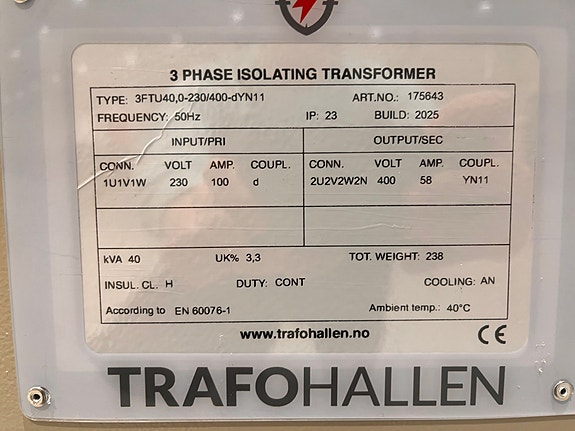 3 PHASE ISOLATING TRANSFORMER
TYPE: 3FTU40,0-230/400-dYN11 ART.NO.: 175643
FREQUENCY: 50Hz IP: 23 BUILD: 2025
INPUT/PRI OUTPUT/SEC
CONN. VOLT AMP. COUPL. CONN. VOLT AMP. COUPL.
1U1V1W 230 100 d 2U2V2W2N 400 58 YN11
kVA 40 UK% 3,3 TOT. WEIGHT: 238
INSUL. CL. H DUTY: CONT COOLING: AN
According to EN 60076-1 Ambient temp.: 40°C
www.trafohallen.no CE
TRAFOHALLEN